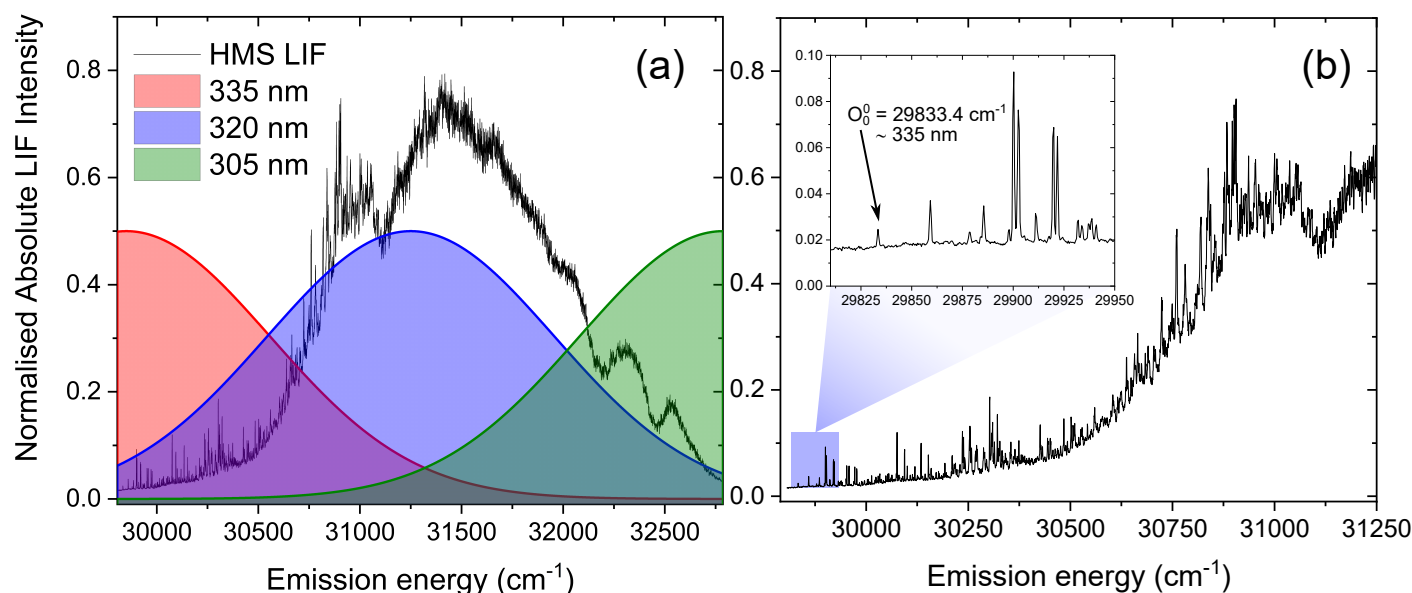 Normalised Absolute LIF Intensity
(a)
HMS LIF
335 nm
320 nm
305 nm
0.8
0.6
0.4
0.2
0.0
30000 30500 31000 31500 32000 32500
Emission energy (cm⁻¹)
(b)
0.8
0.6
0.4
0.2
0.0
30000 30250 30500 30750 31000 31250
Emission energy (cm⁻¹)
0.10
0.08
0.06
0.04
0.02
0.00
O⁰₀ = 29833.4 cm⁻¹
~ 335 nm
29825 29850 29875 29900 29925 29950